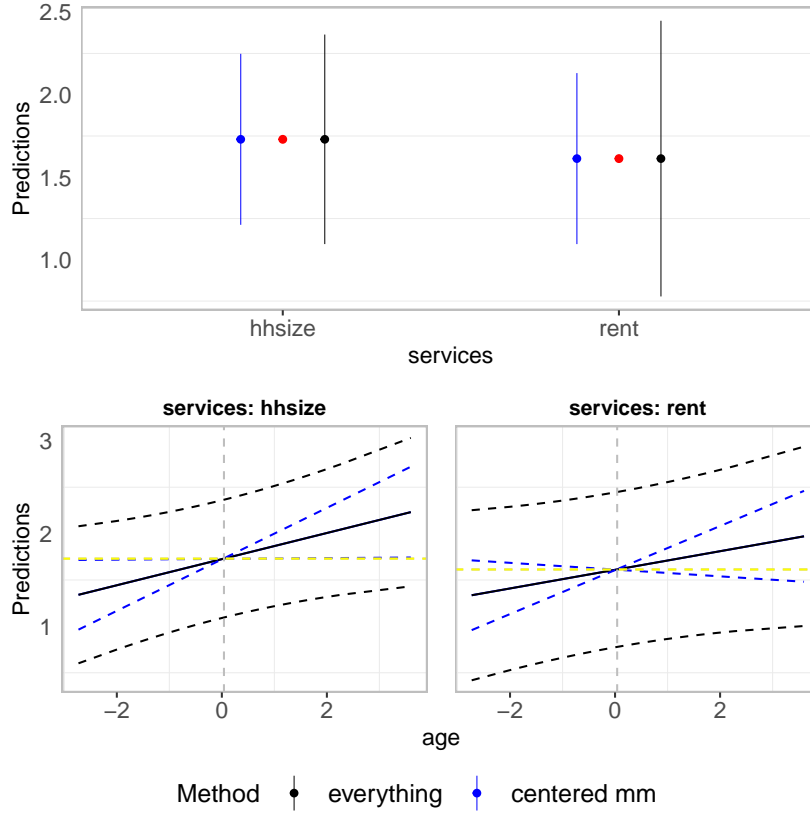 2.5
2.0
1.5
1.0
Predictions
hhsize rent
services
services: hhsize services: rent
3
2
1
Predictions
−2 0 2 −2 0 2
age
Method everything centered mm